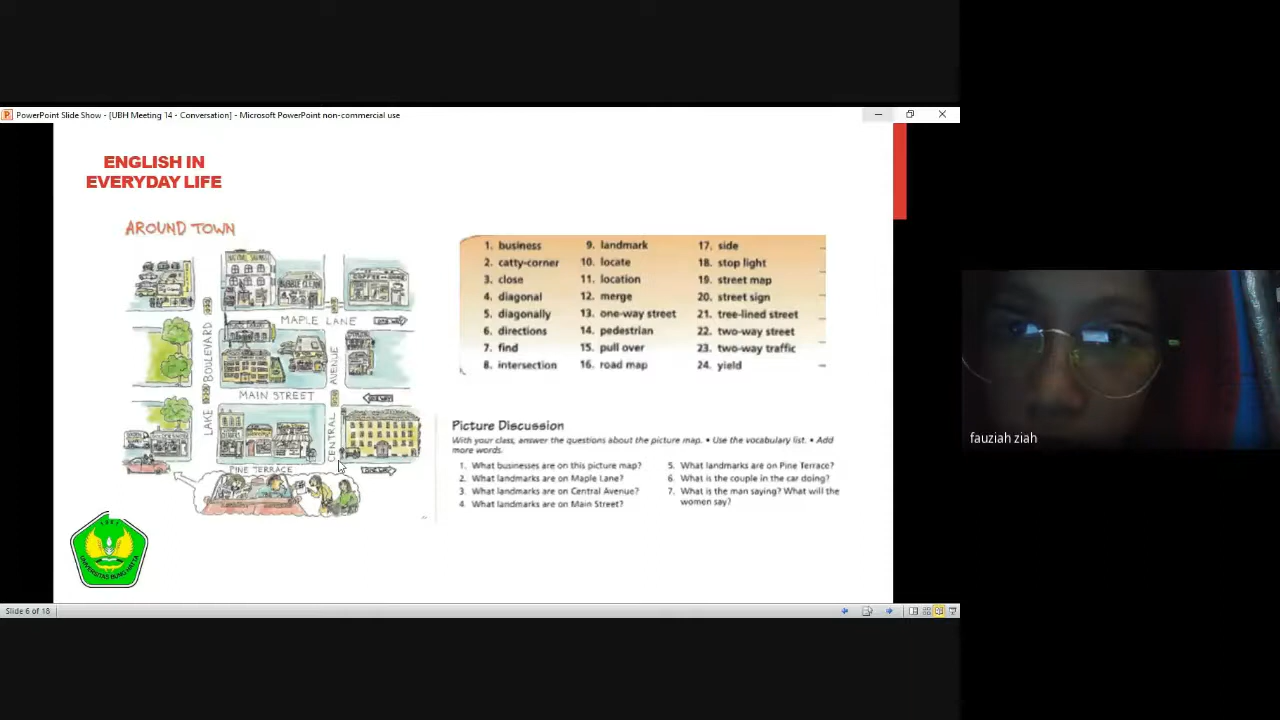 PowerPoint Slide Show - [UBH Meeting 14 - Conversation] - Microsoft PowerPoint non-commercial use
ENGLISH IN
EVERYDAY LIFE
AROUND TOWN
MAPLE LANE
LAKE BOULEVARD
CENTRAL AVENUE
MAIN STREET
PINE TERRACE
1. business
2. catty-corner
3. close
4. diagonal
5. diagonally
6. directions
7. find
8. intersection
9. landmark
10. locate
11. location
12. merge
13. one-way street
14. pedestrian
15. pull over
16. road map
17. side
18. stop light
19. street map
20. street sign
21. tree-lined street
22. two-way street
23. two-way traffic
24. yield
Picture Discussion
With your class, answer the questions about the picture map. • Use the vocabulary list. • Add
more words.
1. What businesses are on this picture map?
2. What landmarks are on Maple Lane?
3. What landmarks are on Central Avenue?
4. What landmarks are on Main Street?
5. What landmarks are on Pine Terrace?
6. What is the couple in the car doing?
7. What is the man saying? What will the
women say?
UNIVERSITAS BUNG HATTA
Slide 6 of 18
fauziah ziah